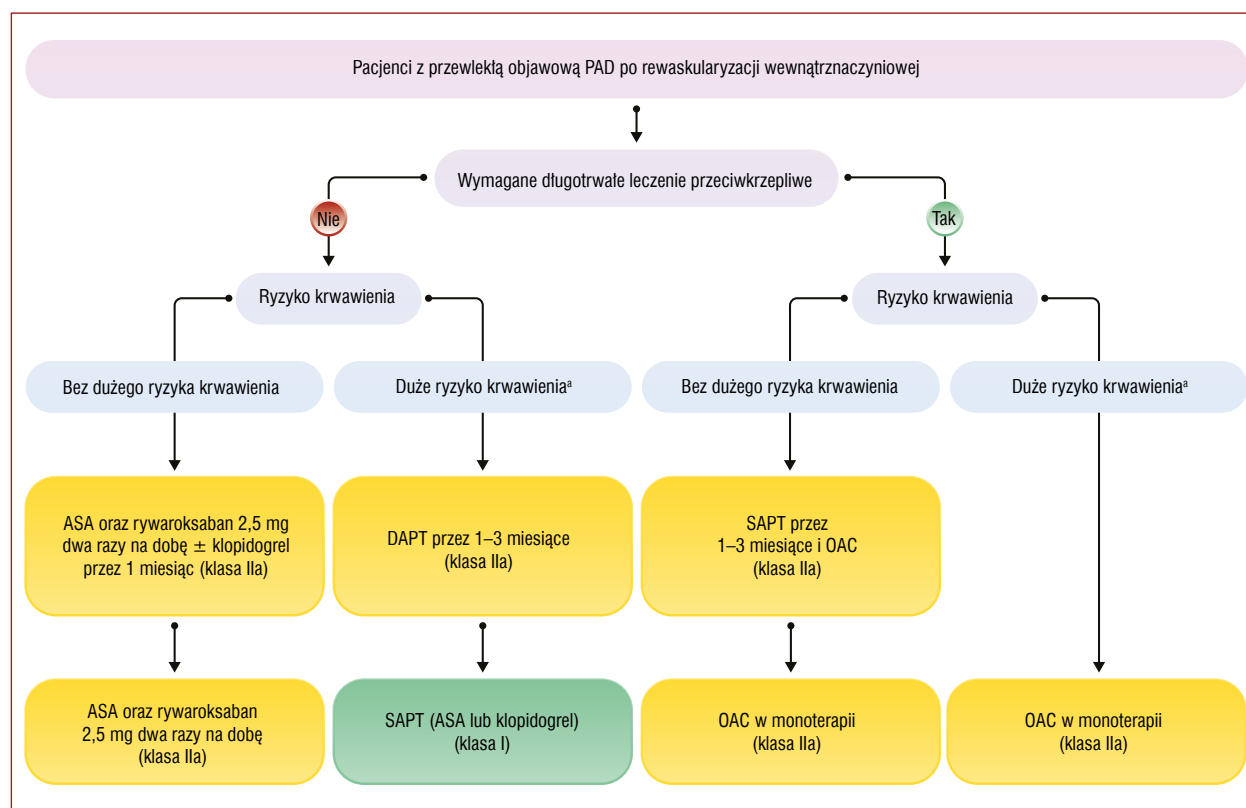 Pacjenci z przewlekłą objawową PAD po rewaskularyzacji wewnątrznaczyniowej
Wymagane długotrwałe leczenie przeciwkrzepliwe
Nie
Tak
Ryzyko krwawienia
Ryzyko krwawienia
Bez dużego ryzyka krwawienia
Duże ryzyko krwawieniaᵃ
Bez dużego ryzyka krwawienia
Duże ryzyko krwawieniaᵃ
ASA oraz rywaroksaban 2,5 mg
dwa razy na dobę ± klopidogrel
przez 1 miesiąc (klasa IIa)
DAPT przez 1–3 miesiące
(klasa IIa)
SAPT przez
1–3 miesiące i OAC
(klasa IIa)
ASA oraz rywaroksaban
2,5 mg dwa razy na dobę
(klasa IIa)
SAPT (ASA lub klopidogrel)
(klasa I)
OAC w monoterapii
(klasa IIa)
OAC w monoterapii
(klasa IIa)